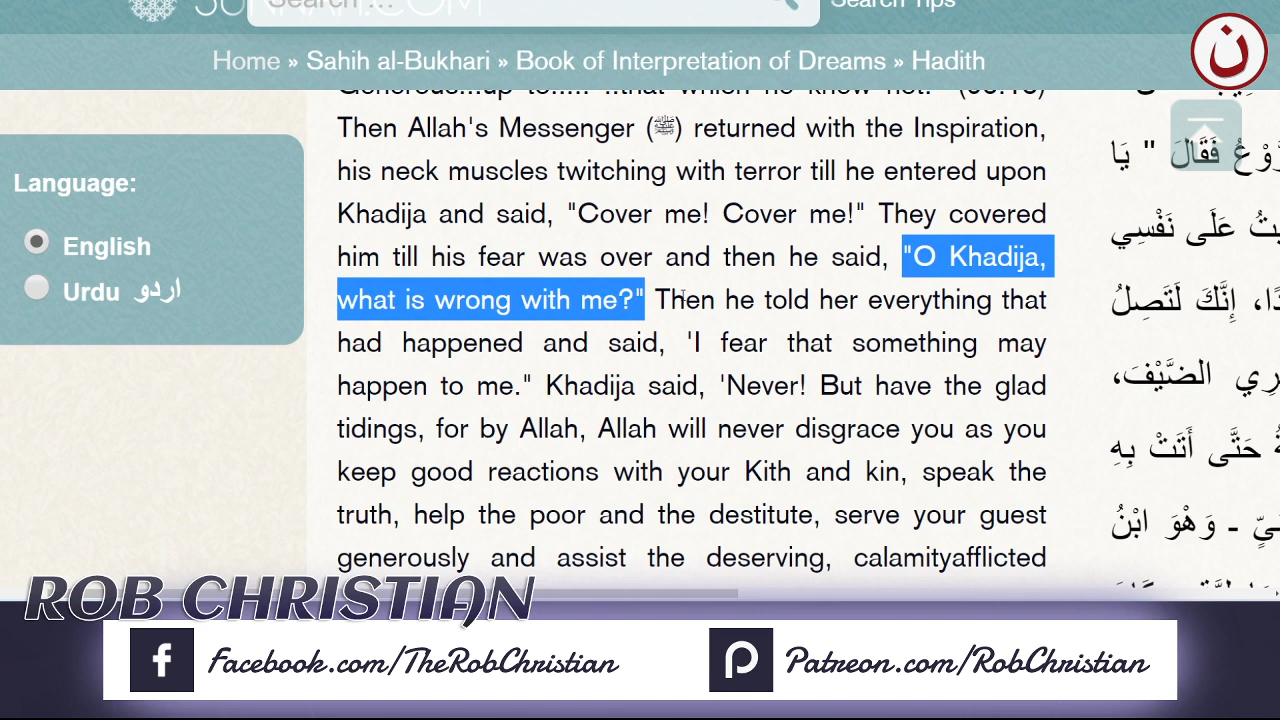 SUNNAH.COM
Search ...
Search Tips
Home » Sahih al-Bukhari » Book of Interpretation of Dreams » Hadith
ن
Language:
English
Urdu اردو
Then Allah's Messenger (ﷺ) returned with the Inspiration,
his neck muscles twitching with terror till he entered upon
Khadija and said, "Cover me! Cover me!" They covered
him till his fear was over and then he said, "O Khadija,
what is wrong with me?" Then he told her everything that
had happened and said, 'I fear that something may
happen to me." Khadija said, 'Never! But have the glad
tidings, for by Allah, Allah will never disgrace you as you
keep good reactions with your Kith and kin, speak the
truth, help the poor and the destitute, serve your guest
generously and assist the deserving, calamityafflicted
فَقَالَ " يَا
عَلَى نَفْسِي
إِنَّكَ لَتَصِلُ
الضَّيْفَ،
حَتَّى أَتَتْ بِهِ
ـ وَهْوَ ابْنُ
ROB CHRISTIAN
Facebook.com/TheRobChristian
Patreon.com/RobChristian